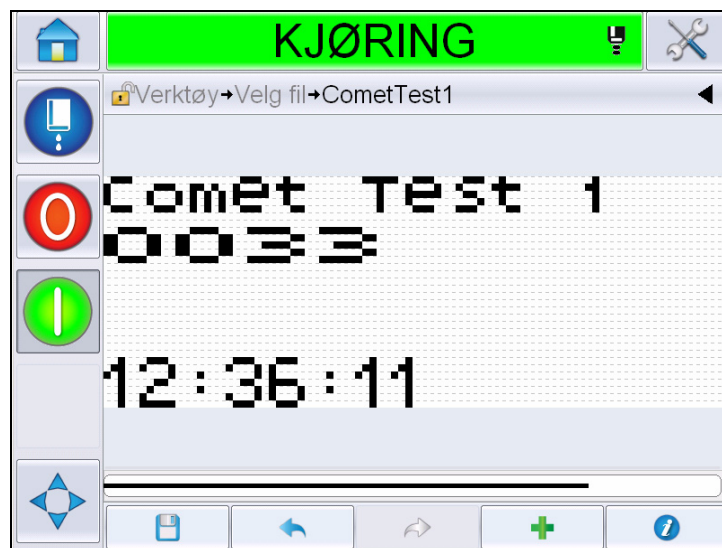 KJØRING
Verktøy→Velg fil→CometTest1
Comet Test 1
0033
12:36:11